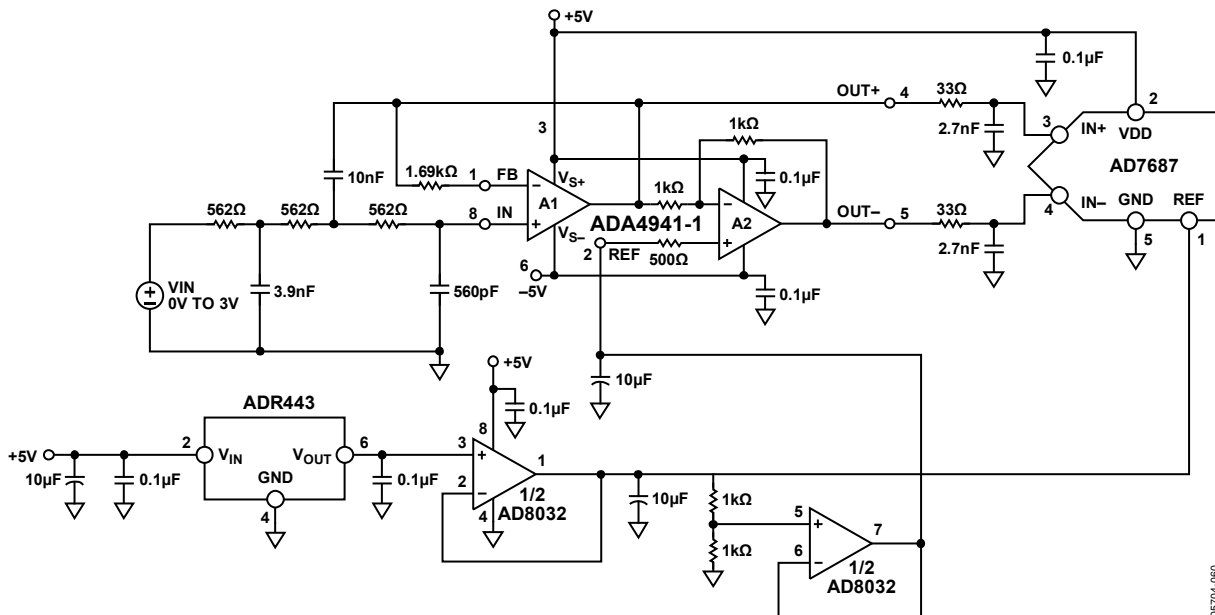 +5V
0.1µF
OUT+ 4 33Ω
2
3 IN+
VDD
2.7nF
AD7687
3
1kΩ
10nF
1.69kΩ
1 FB
VS+
–
A1
0.1µF
562Ω 562Ω 562Ω
8 IN
+
VS–
1kΩ
ADA4941-1
–
A2
+
OUT– 5 33Ω
4
IN–
GND REF
2 REF
500Ω
2.7nF
5
1
6
–5V
VIN
0V TO 3V
3.9nF
560pF
0.1µF
+5V
10µF
0.1µF
ADR443
+5V
2 VIN
VOUT 6
GND
4
10µF
0.1µF
0.1µF
8
3 +
2 –
1
4
1/2
AD8032
10µF
1kΩ
1kΩ
5 +
6 –
7
1/2
AD8032